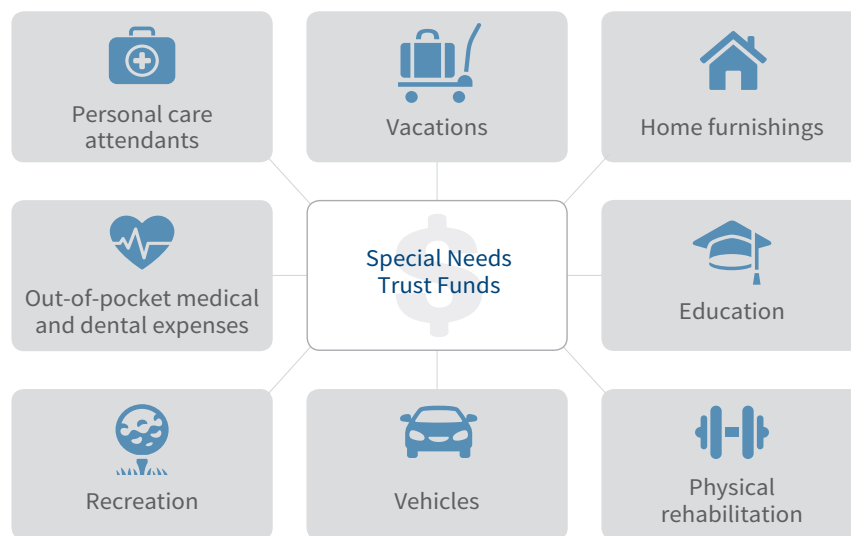 Personal care
attendants
Vacations
Home furnishings
Out-of-pocket medical
and dental expenses
$
Special Needs
Trust Funds
Education
Recreation
Vehicles
Physical
rehabilitation